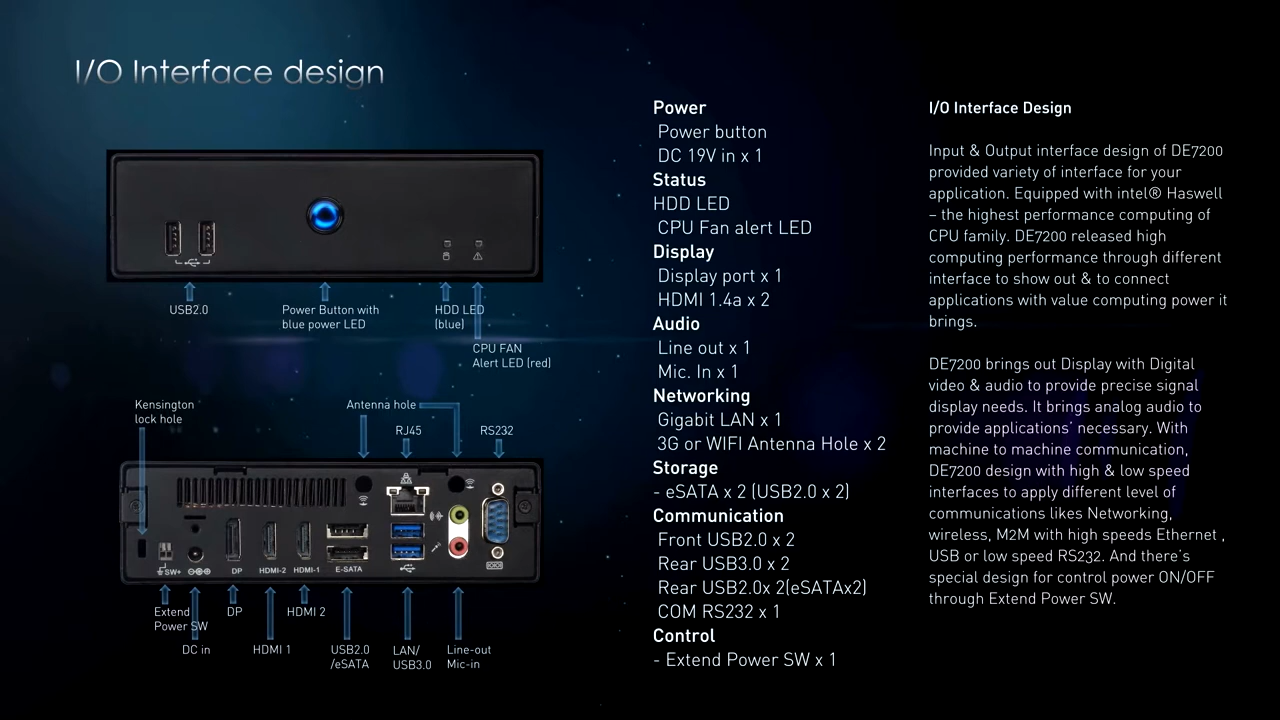 I/O Interface design
USB2.0
Power Button with
blue power LED
HDD LED
(blue)
CPU FAN
Alert LED (red)
Kensington
lock hole
Antenna hole
RJ45
RS232
SW+
DP
HDMI-2
HDMI-1
E-SATA
Extend
Power SW
DC in
DP
HDMI 1
HDMI 2
USB2.0
/eSATA
LAN/
USB3.0
Line-out
Mic-in
Power
Power button
DC 19V in x 1
Status
HDD LED
CPU Fan alert LED
Display
Display port x 1
HDMI 1.4a x 2
Audio
Line out x 1
Mic. In x 1
Networking
Gigabit LAN x 1
3G or WIFI Antenna Hole x 2
Storage
- eSATA x 2 (USB2.0 x 2)
Communication
Front USB2.0 x 2
Rear USB3.0 x 2
Rear USB2.0x 2(eSATAx2)
COM RS232 x 1
Control
- Extend Power SW x 1
I/O Interface Design
Input & Output interface design of DE7200
provided variety of interface for your
application. Equipped with intel® Haswell
– the highest performance computing of
CPU family. DE7200 released high
computing performance through different
interface to show out & to connect
applications with value computing power it
brings.
DE7200 brings out Display with Digital
video & audio to provide precise signal
display needs. It brings analog audio to
provide applications’ necessary. With
machine to machine communication,
DE7200 design with high & low speed
interfaces to apply different level of
communications likes Networking,
wireless, M2M with high speeds Ethernet ,
USB or low speed RS232. And there’s
special design for control power ON/OFF
through Extend Power SW.